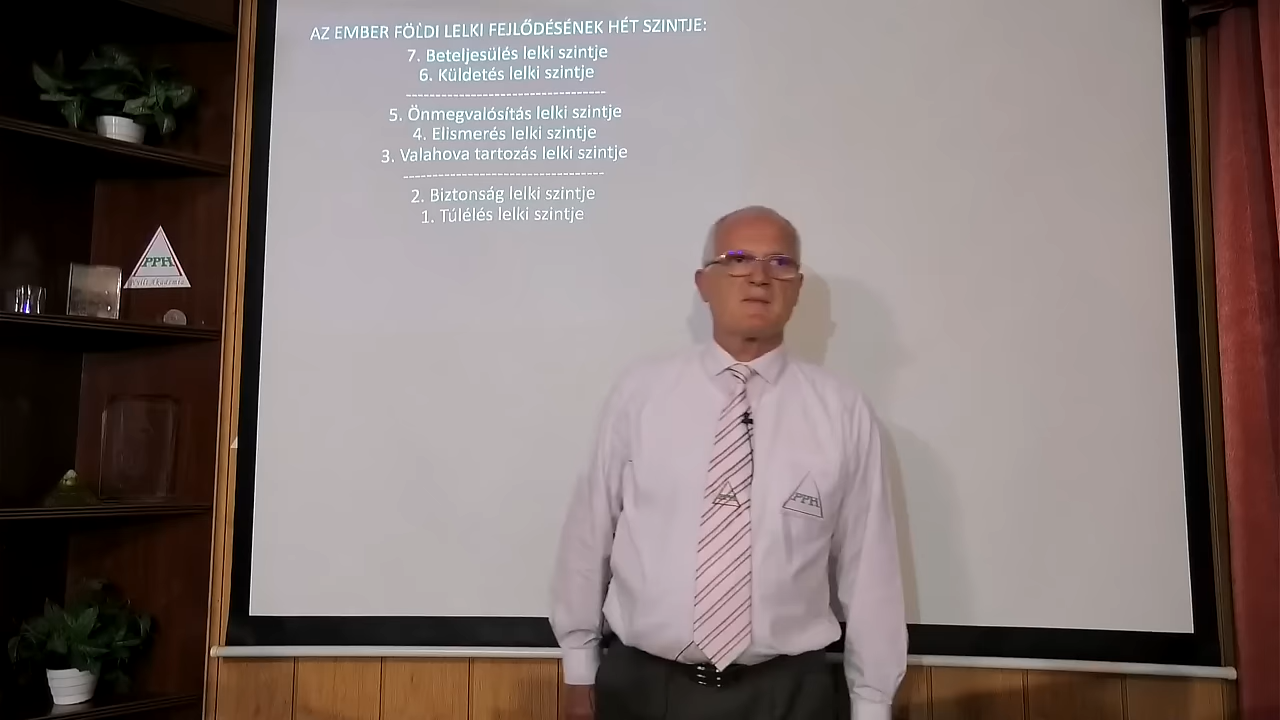 AZ EMBER FÖLDI LELKI FEJLŐDÉSÉNEK HÉT SZINTJE:
7. Beteljesülés lelki szintje
6. Küldetés lelki szintje
----------------------------------
5. Önmegvalósítás lelki szintje
4. Elismerés lelki szintje
3. Valahova tartozás lelki szintje
----------------------------------
2. Biztonság lelki szintje
1. Túlélés lelki szintje
PPH
Nyílt Akadémia
PPH
PPH